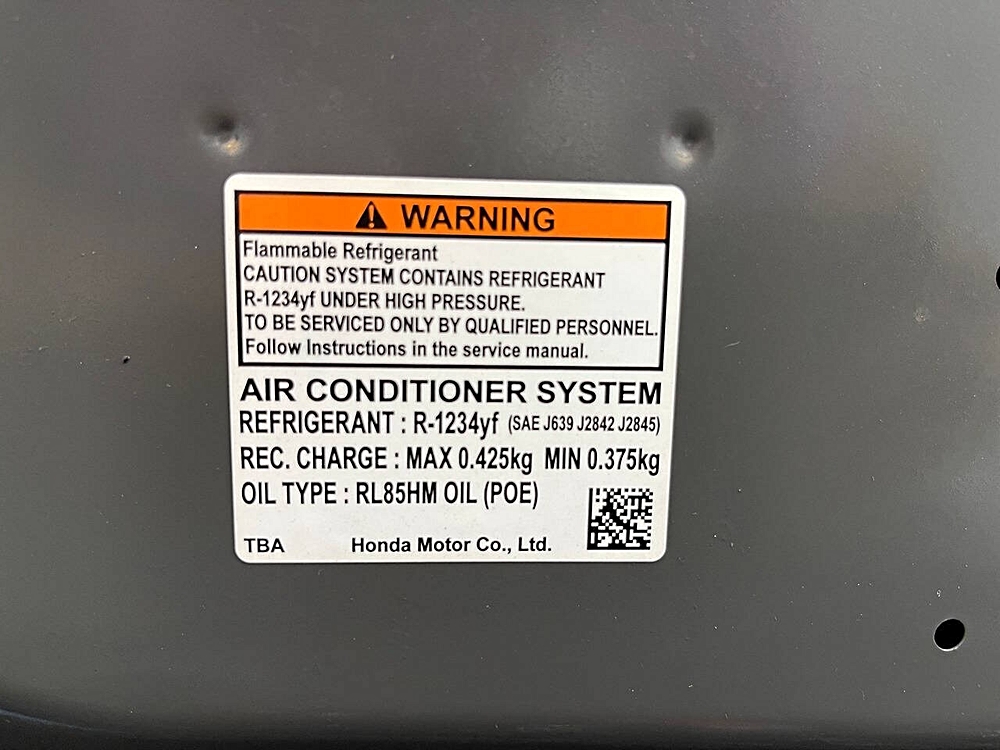 WARNING
Flammable Refrigerant
CAUTION SYSTEM CONTAINS REFRIGERANT
R-1234yf UNDER HIGH PRESSURE.
TO BE SERVICED ONLY BY QUALIFIED PERSONNEL.
Follow Instructions in the service manual.
AIR CONDITIONER SYSTEM
REFRIGERANT : R-1234yf (SAE J639 J2842 J2845)
REC. CHARGE : MAX 0.425kg MIN 0.375kg
OIL TYPE : RL85HM OIL (POE)
TBA Honda Motor Co., Ltd.